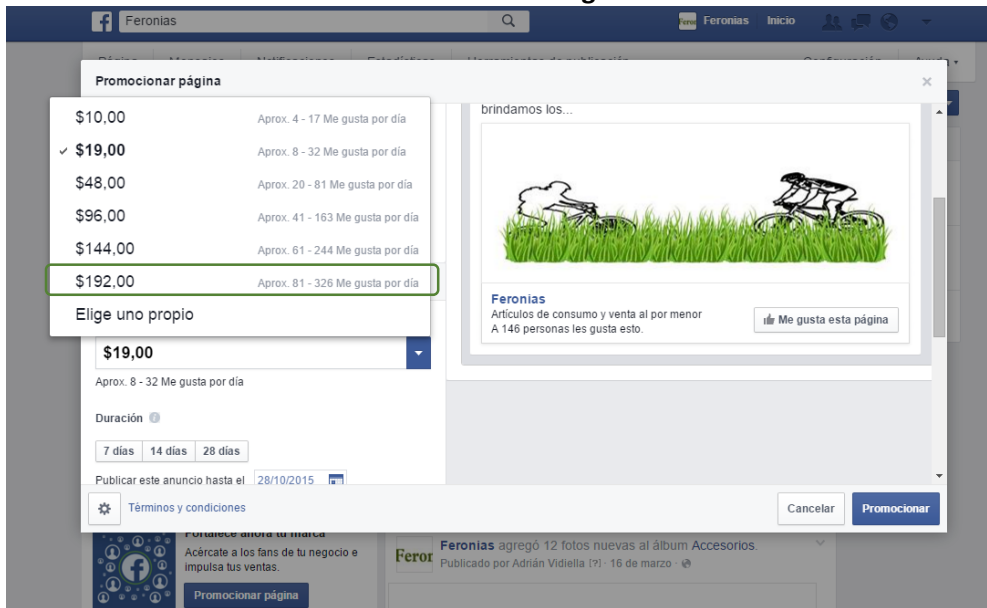 Feronias
Feronias Inicio
Promocionar página
$10,00 Aprox. 4 - 17 Me gusta por día
$19,00 Aprox. 8 - 32 Me gusta por día
$48,00 Aprox. 20 - 81 Me gusta por día
$96,00 Aprox. 41 - 163 Me gusta por día
$144,00 Aprox. 61 - 244 Me gusta por día
$192,00 Aprox. 81 - 326 Me gusta por día
Elige uno propio
$19,00
Aprox. 8 - 32 Me gusta por día
Duración
7 días 14 días 28 días
Publicar este anuncio hasta el 28/10/2015
brindamos los...
Feronias
Artículos de consumo y venta al por menor
A 146 personas les gusta esto.
Me gusta esta página
Términos y condiciones
Cancelar Promocionar
Fortalece ahora tu marca
Acércate a los fans de tu negocio e
impulsa tus ventas.
Promocionar página
Feror
Feronias agregó 12 fotos nuevas al álbum Accesorios.
Publicado por Adrián Vidiella [?] · 16 de marzo ·